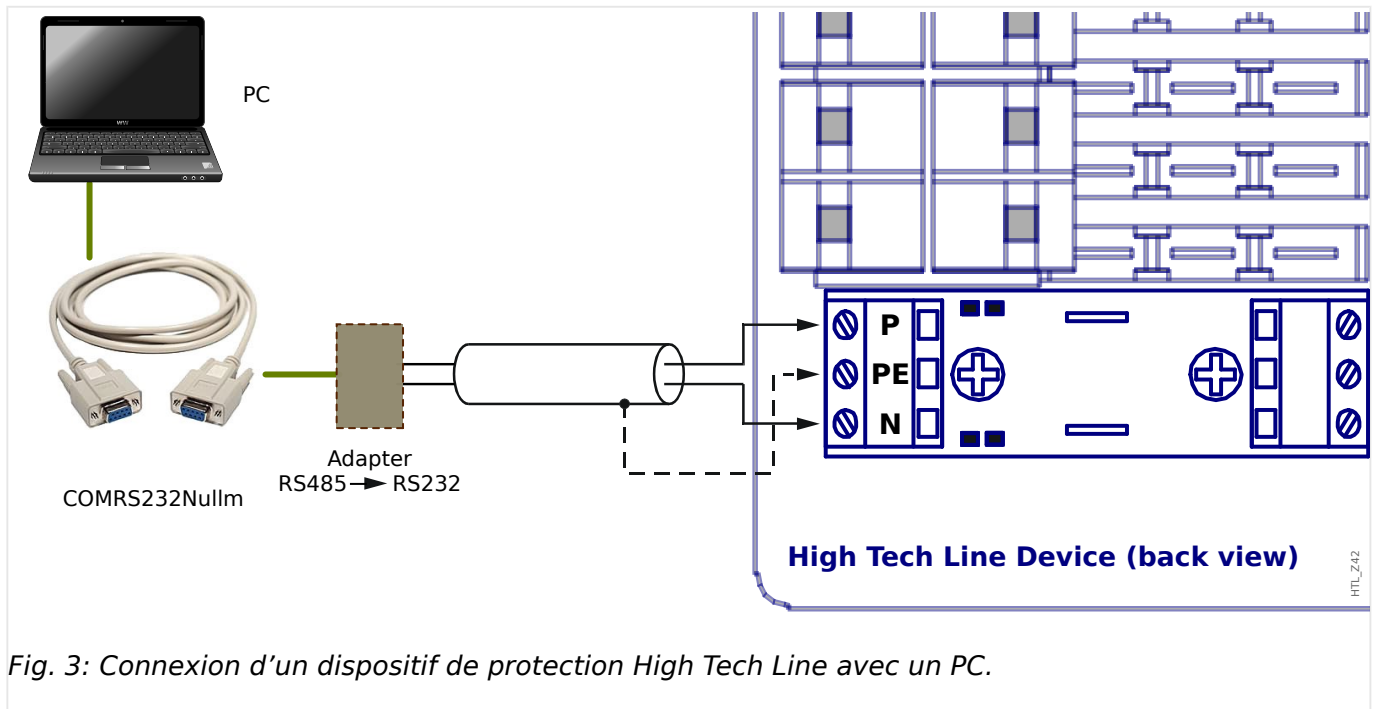 PC
P
PE
N
Adapter
RS485 → RS232
COMRS232Nullm
High Tech Line Device (back view)
HTL_Z42
Fig. 3: Connexion d’un dispositif de protection High Tech Line avec un PC.